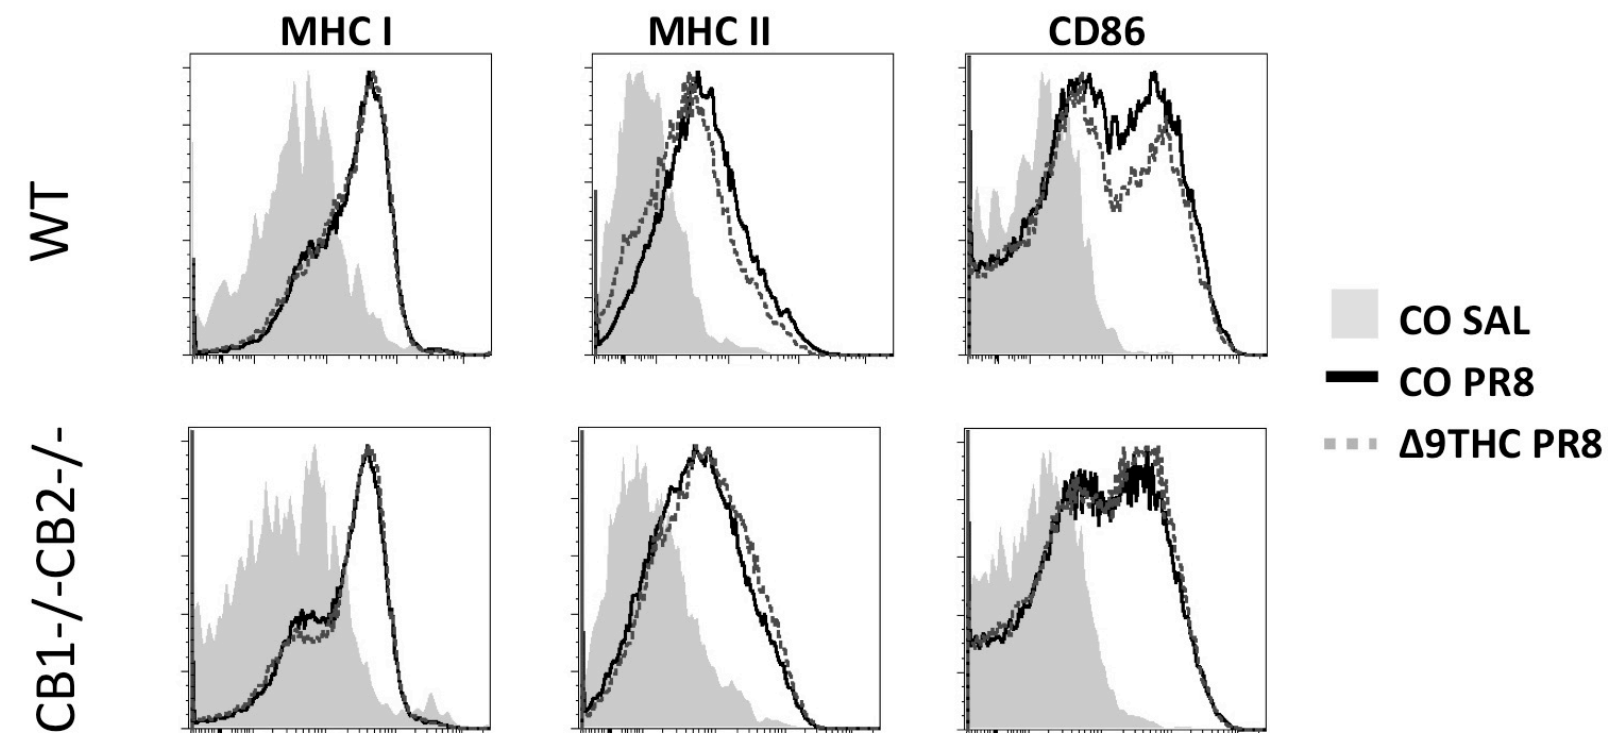 MHC I
MHC II
CD86
WT
CB1-/-CB2-/-
CO SAL
CO PR8
Δ9THC PR8